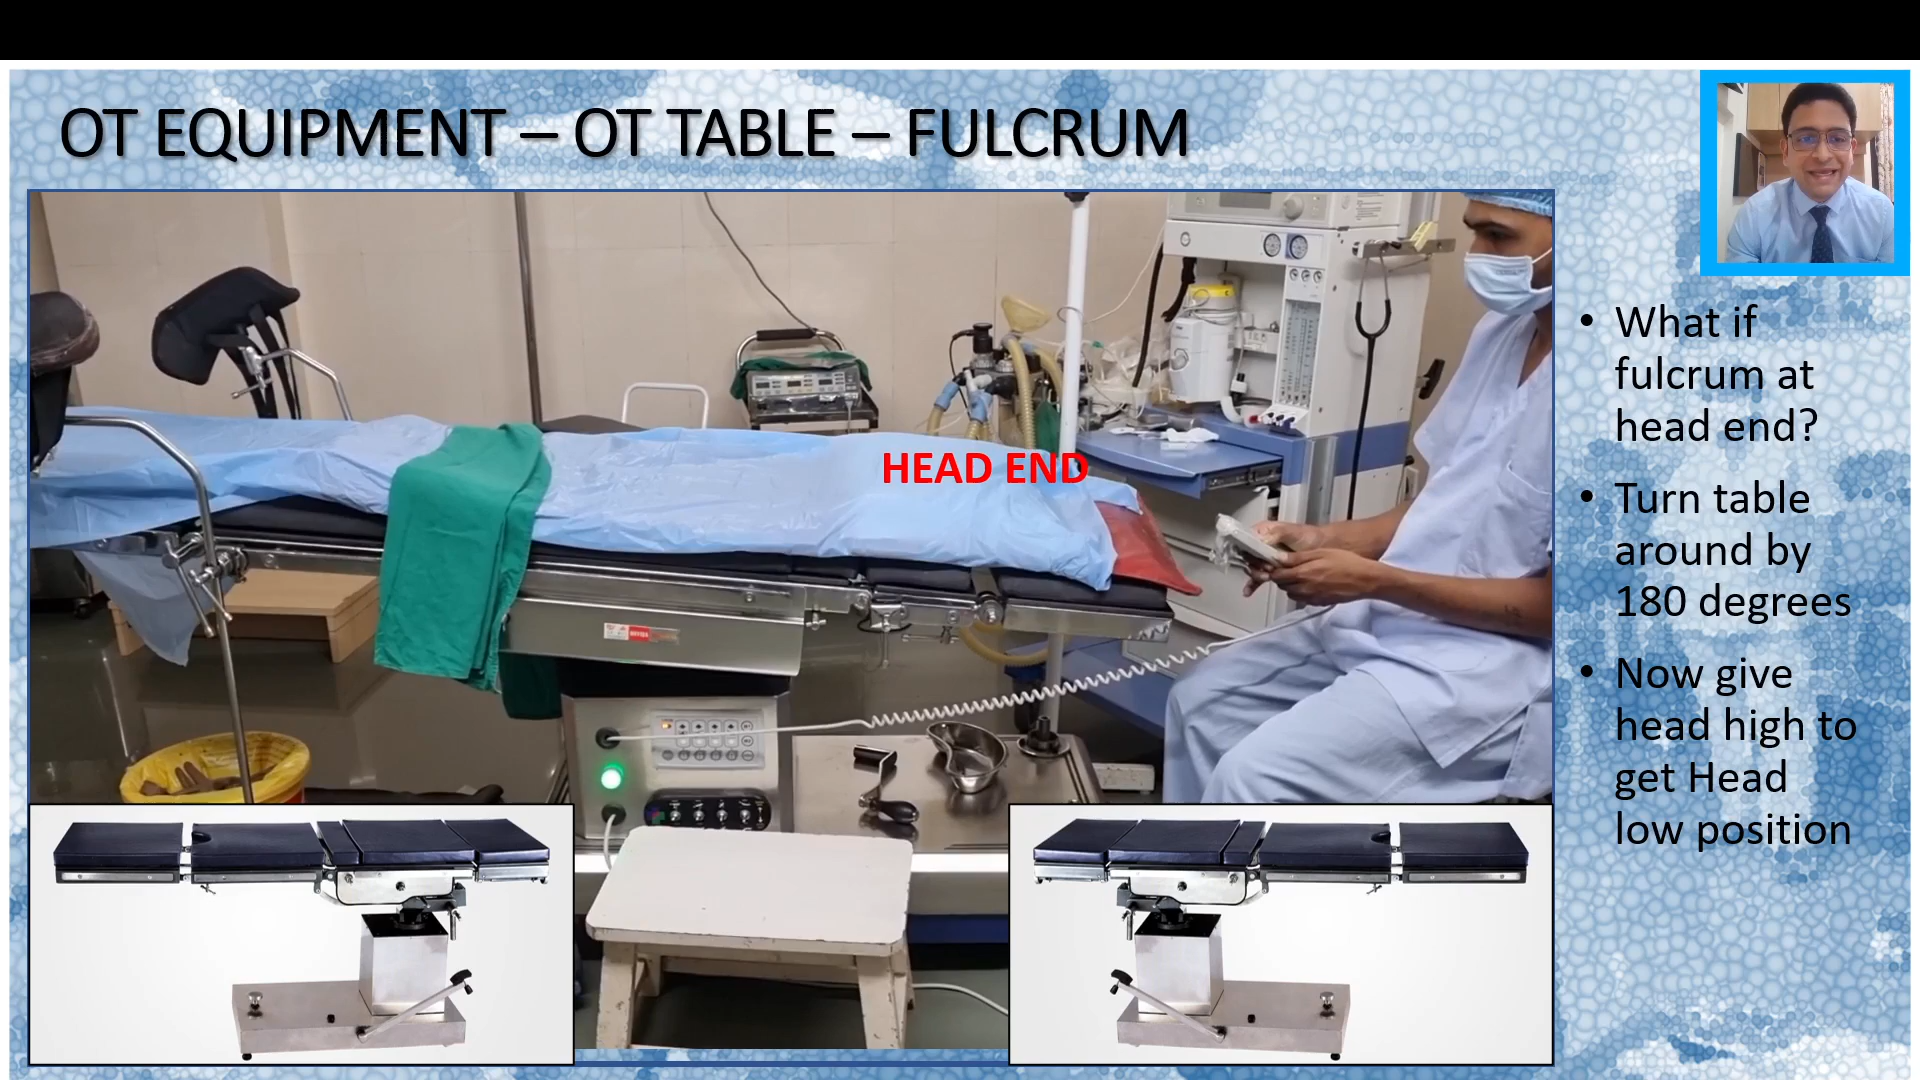 OT EQUIPMENT – OT TABLE – FULCRUM
HEAD END
• What if
fulcrum at
head end?
• Turn table
around by
180 degrees
• Now give
head high to
get Head
low position